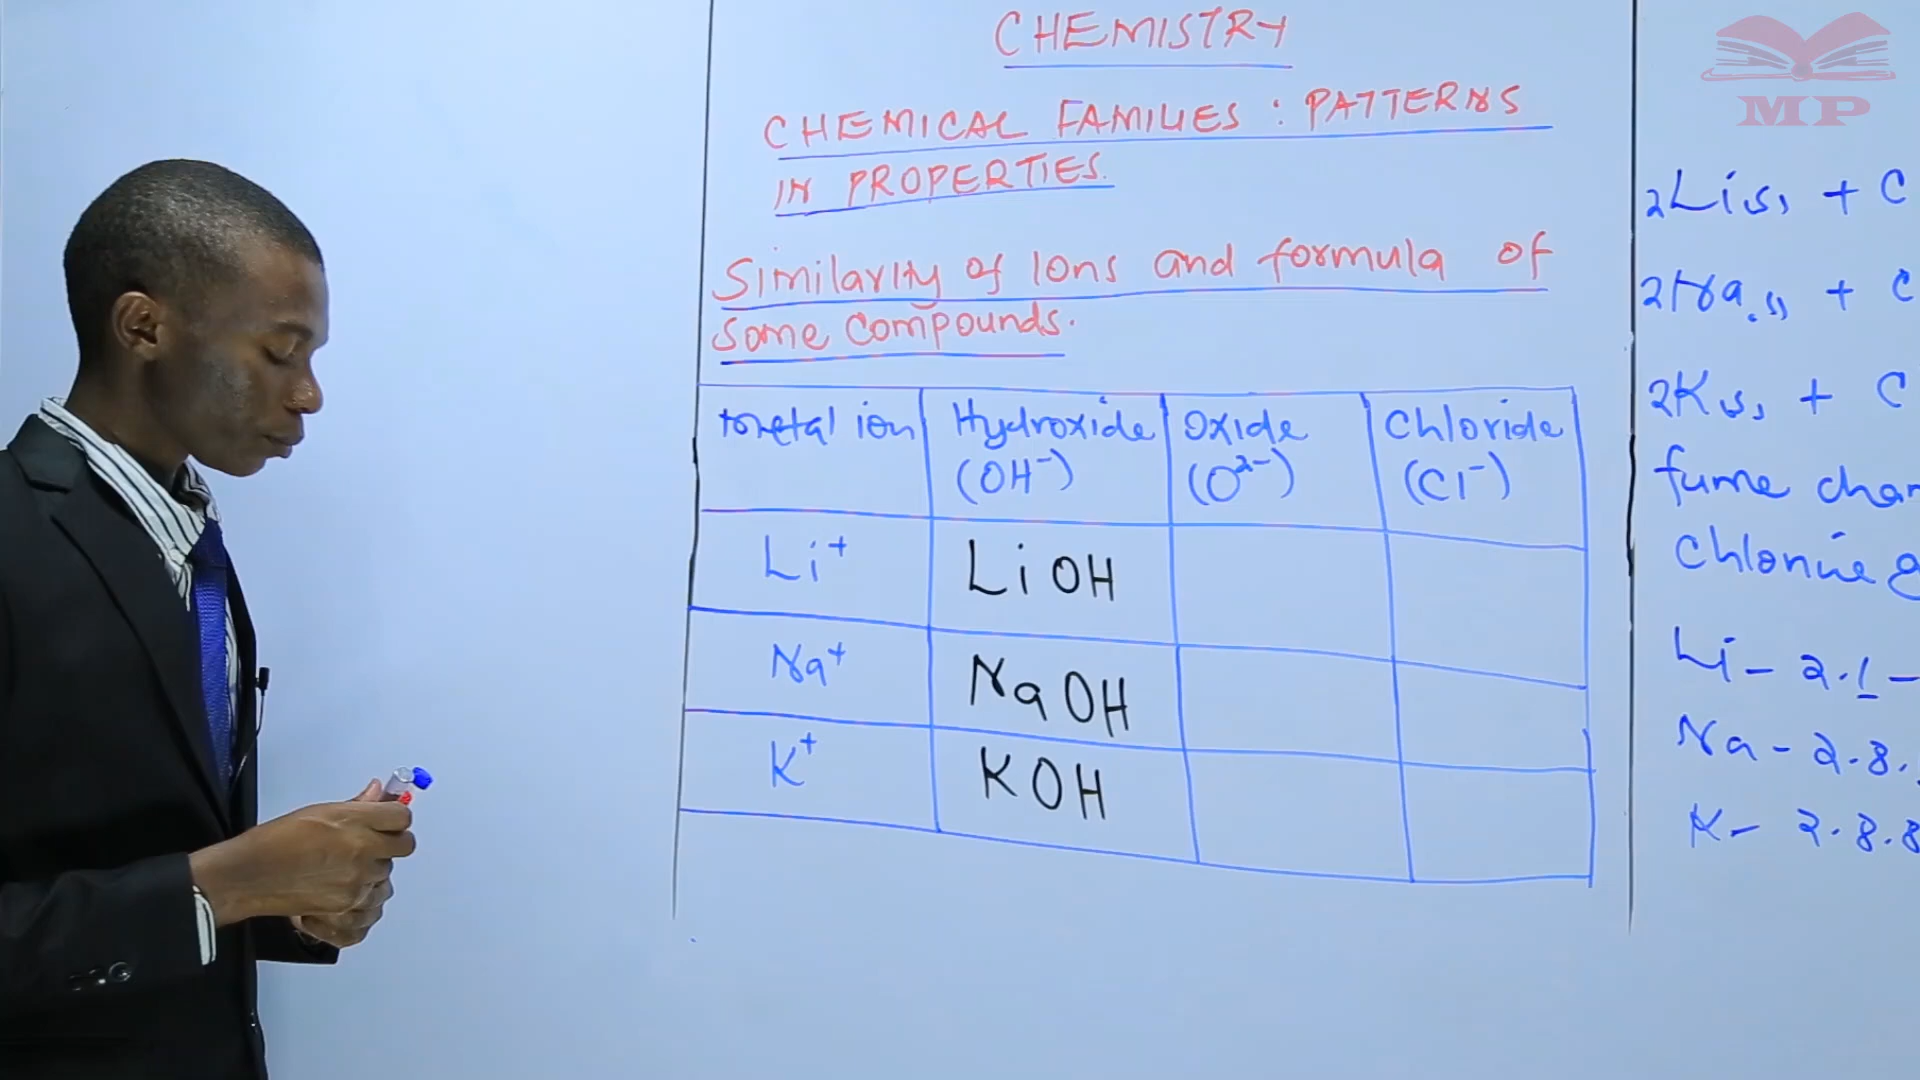 CHEMISTRY
CHEMICAL FAMILIES : PATTERNS
IN PROPERTIES.
Similarity of Ions and formula of
some compounds.
metal ion Hydroxide Oxide Chloride
(OH⁻) (O²⁻) (Cl⁻)
Li⁺ LiOH
Na⁺ NaOH
K⁺ KOH
MP
2Li(s) + C
2Na(s) + C
2K(s) + C
fume cham
Chlorine g
Li - 2.1 -
Na - 2.8.
K - 2.8.8